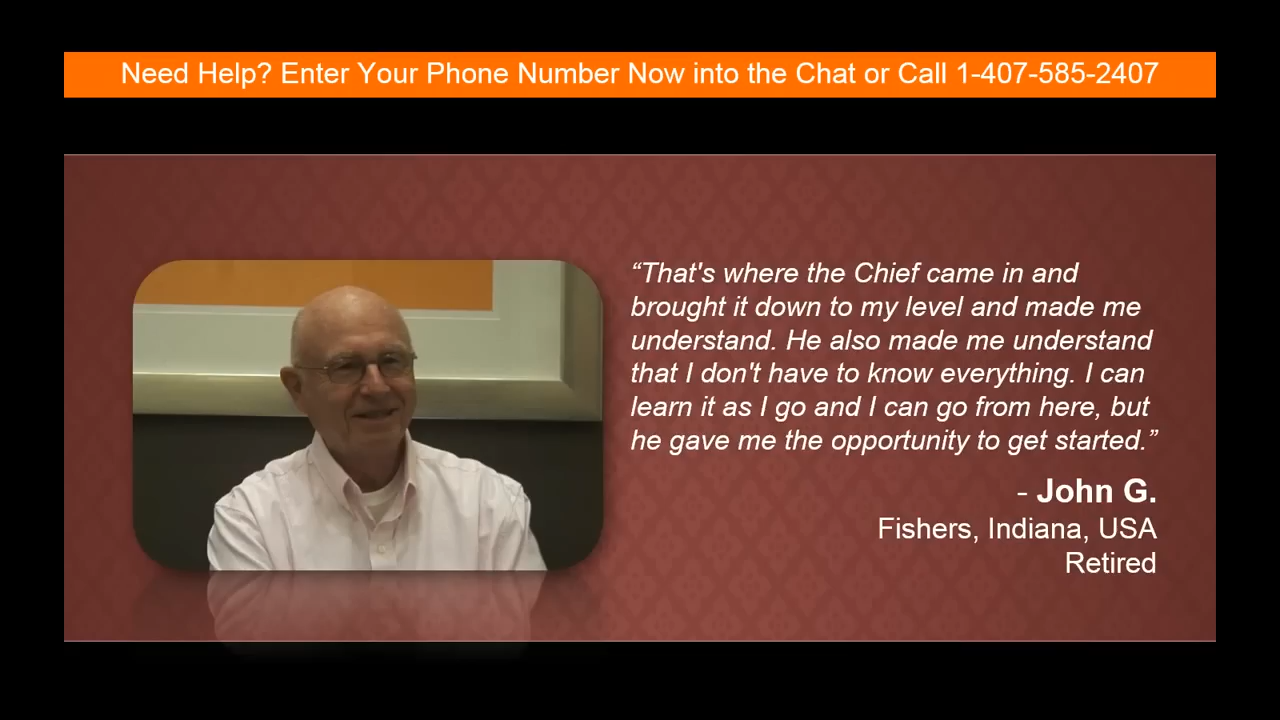 Need Help? Enter Your Phone Number Now into the Chat or Call 1-407-585-2407
“That's where the Chief came in and
brought it down to my level and made me
understand. He also made me understand
that I don't have to know everything. I can
learn it as I go and I can go from here, but
he gave me the opportunity to get started.”
- John G.
Fishers, Indiana, USA
Retired